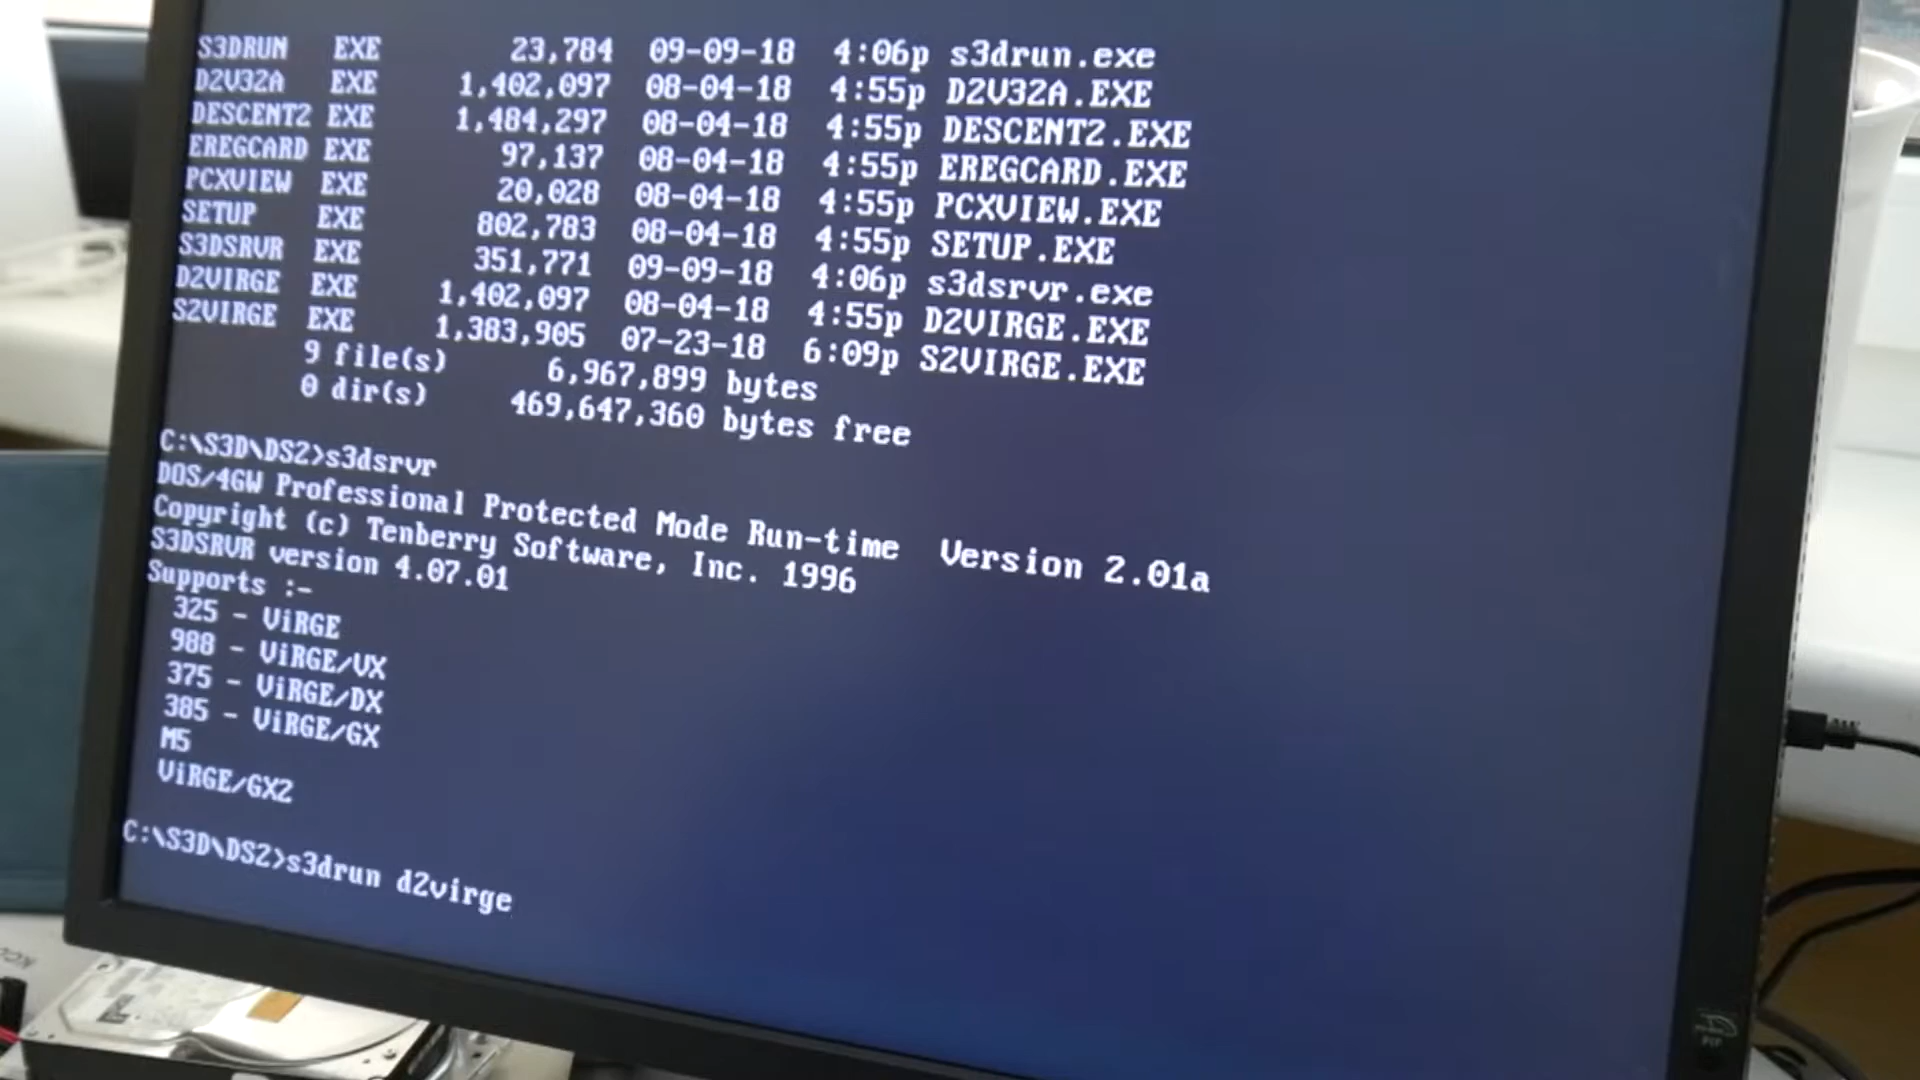 S3DRUN EXE 23,784 09-09-18 4:06p s3drun.exe
D2V32A EXE 1,402,097 08-04-18 4:55p D2V32A.EXE
DESCENT2 EXE 1,484,297 08-04-18 4:55p DESCENT2.EXE
EREGCARD EXE 97,137 08-04-18 4:55p EREGCARD.EXE
PCXVIEW EXE 20,028 08-04-18 4:55p PCXVIEW.EXE
SETUP EXE 802,783 08-04-18 4:55p SETUP.EXE
S3DSRVR EXE 351,771 09-09-18 4:06p s3dsrvr.exe
D2VIRGE EXE 1,402,097 08-04-18 4:55p D2VIRGE.EXE
S2VIRGE EXE 1,383,905 07-23-18 6:09p S2VIRGE.EXE
9 file(s) 6,967,899 bytes
0 dir(s) 469,647,360 bytes free
C:\S3D\DS2>s3dsrvr
DOS/4GW Professional Protected Mode Run-time Version 2.01a
Copyright (c) Tenberry Software, Inc. 1996
S3DSRVR version 4.07.01
Supports :-
325 - ViRGE
988 - ViRGE/VX
375 - ViRGE/DX
385 - ViRGE/GX
M5
ViRGE/GX2
C:\S3D\DS2>s3drun d2virge
PIP